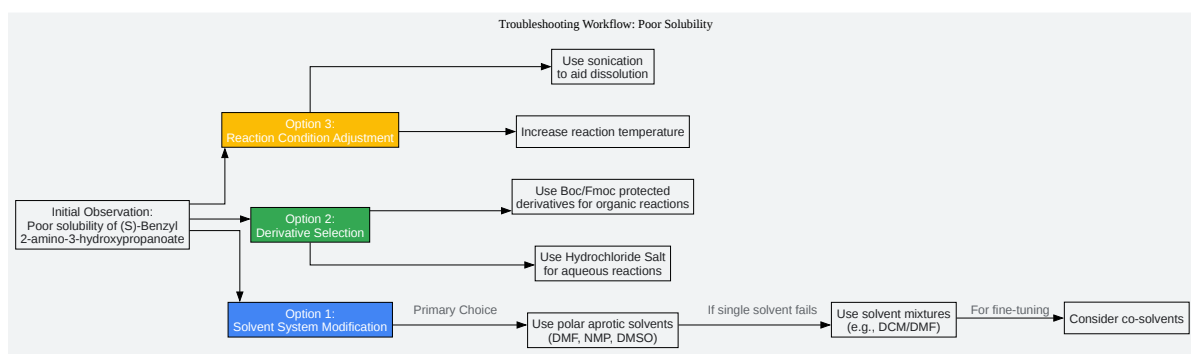 Troubleshooting Workflow: Poor Solubility
Use sonication
to aid dissolution
Option 3:
Reaction Condition Adjustment
Increase reaction temperature
Use Boc/Fmoc protected
derivatives for organic reactions
Initial Observation:
Poor solubility of (S)-Benzyl
2-amino-3-hydroxypropanoate
Option 2:
Derivative Selection
Use Hydrochloride Salt
for aqueous reactions
Option 1:
Solvent System Modification
Primary Choice
Use polar aprotic solvents
(DMF, NMP, DMSO)
If single solvent fails
Use solvent mixtures
(e.g., DCM/DMF)
For fine-tuning
Consider co-solvents